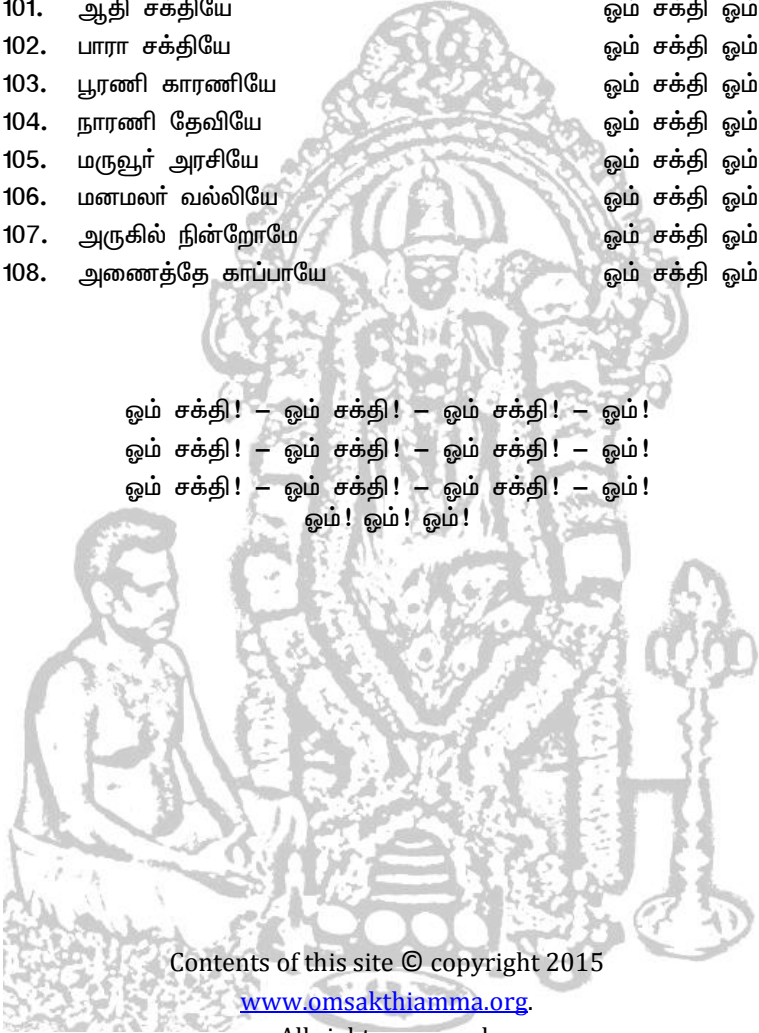 101. ஆதி சக்தியே ஓம் சக்தி ஓம்
102. பாரா சக்தியே ஓம் சக்தி ஓம்
103. பூரணி காரணியே ஓம் சக்தி ஓம்
104. நாரணி தேவியே ஓம் சக்தி ஓம்
105. மருவூர் அரசியே ஓம் சக்தி ஓம்
106. மனமலர் வல்லியே ஓம் சக்தி ஓம்
107. அருகில் நின்றோமே ஓம் சக்தி ஓம்
108. அணைத்தே காப்பாயே ஓம் சக்தி ஓம்
ஓம் சக்தி! – ஓம் சக்தி! – ஓம் சக்தி! – ஓம்!
ஓம் சக்தி! – ஓம் சக்தி! – ஓம் சக்தி! – ஓம்!
ஓம் சக்தி! – ஓம் சக்தி! – ஓம் சக்தி! – ஓம்!
ஓம்! ஓம்! ஓம்!
Contents of this site © copyright 2015
www.omsakthiamma.org.